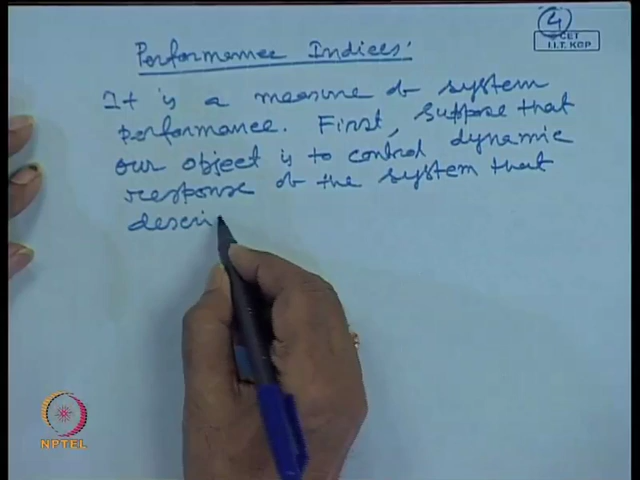 4
CET
I.I.T. KGP
Performance Indices:
It is a measure of system
performance. First, suppose that
our object is to control dynamic
response of the system that
descri
NPTEL